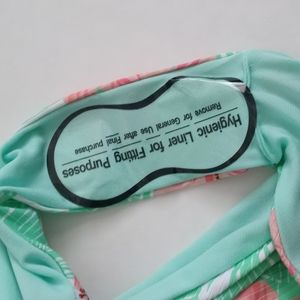 Hygienic Liner for Fitting Purposes
Remove for General Use after Final purchase